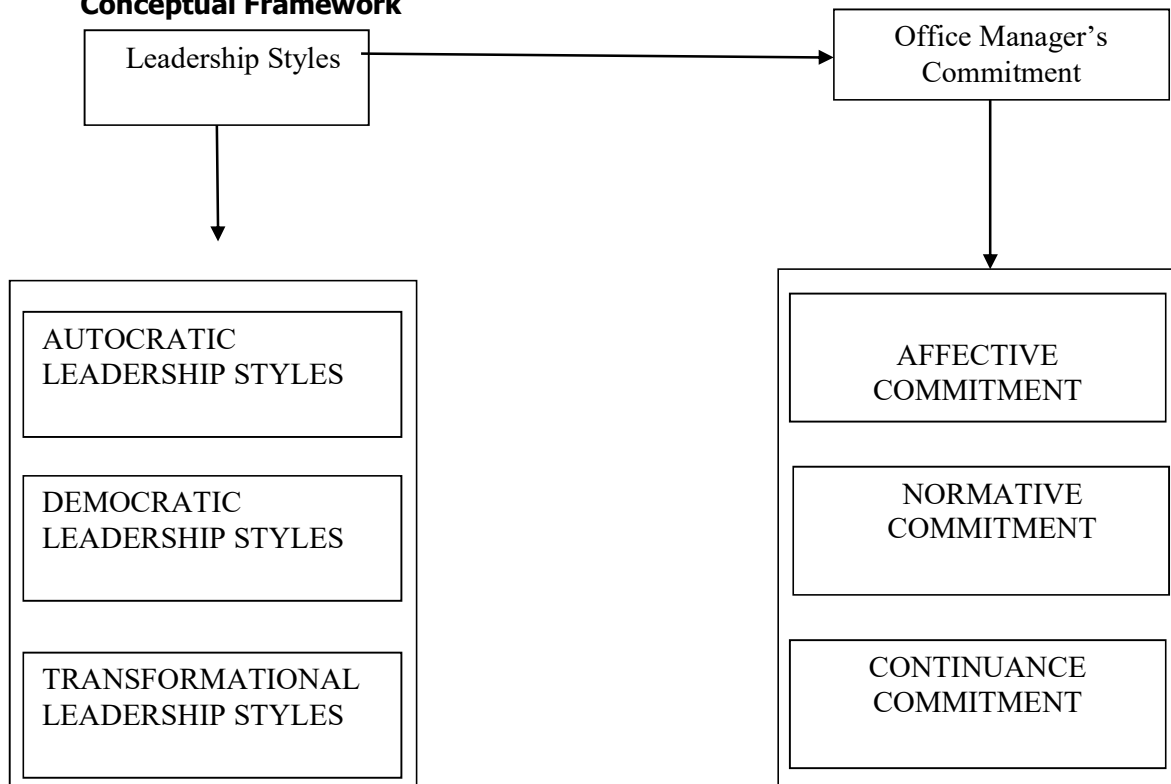 Conceptual Framework
Leadership Styles
Office Manager’s
Commitment
AUTOCRATIC
LEADERSHIP STYLES
DEMOCRATIC
LEADERSHIP STYLES
TRANSFORMATIONAL
LEADERSHIP STYLES
AFFECTIVE
COMMITMENT
NORMATIVE
COMMITMENT
CONTINUANCE
COMMITMENT